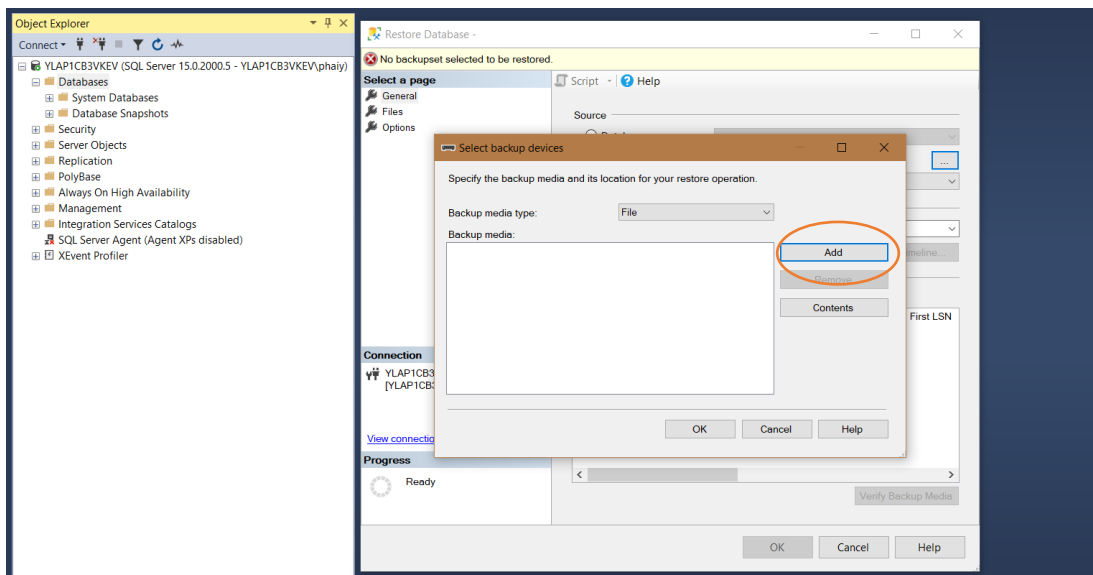 Object Explorer
Connect
YLAP1CB3VKEV (SQL Server 15.0.2000.5 - YLAP1CB3VKEV\phaiy)
Databases
System Databases
Database Snapshots
Security
Server Objects
Replication
PolyBase
Always On High Availability
Management
Integration Services Catalogs
SQL Server Agent (Agent XPs disabled)
XEvent Profiler
Restore Database -
No backupset selected to be restored.
Select a page
General
Files
Options
Script
Help
Source
...
Select backup devices
Specify the backup media and its location for your restore operation.
Backup media type:
File
Backup media:
Add
Remove
Contents
OK
Cancel
Help
First LSN
Connection
YLAP1CB3
View connectio
Progress
Ready
Verify Backup Media
OK
Cancel
Help